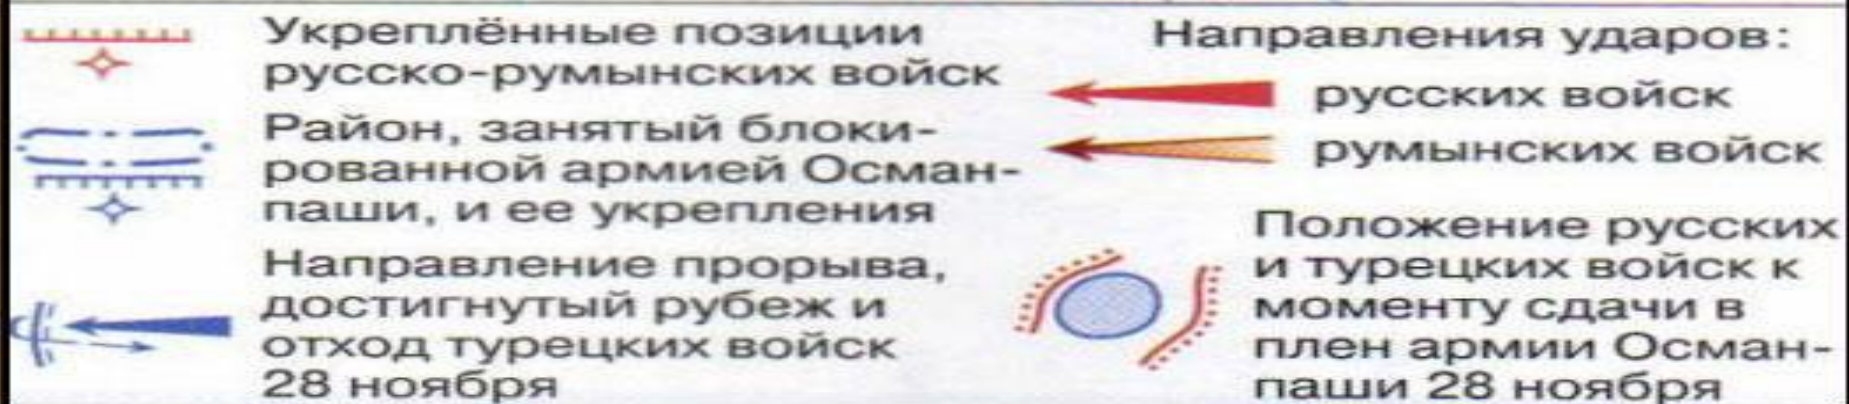 Укреплённые позиции
русско-румынских войск
Район, занятый блоки-
рованной армией Осман-
паши, и ее укрепления
Направление прорыва,
достигнутый рубеж и
отход турецких войск
28 ноября
Направления ударов:
русских войск
румынских войск
Положение русских
и турецких войск к
моменту сдачи в
плен армии Осман-
паши 28 ноября